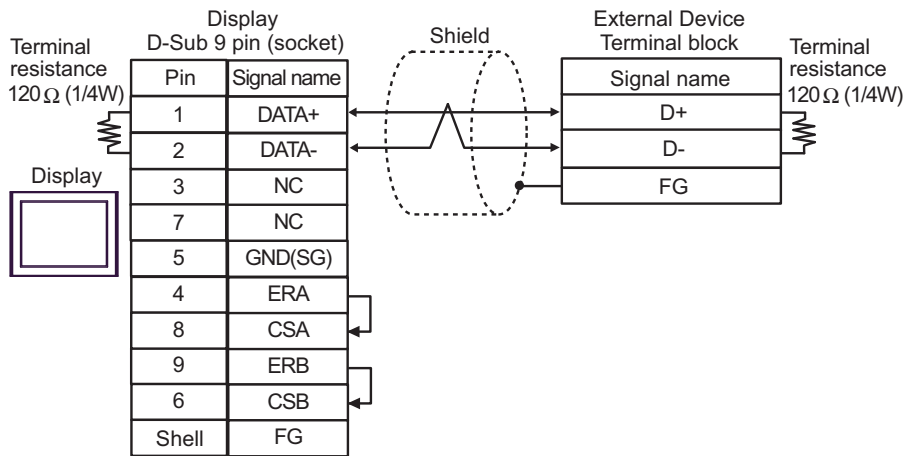 Display
D-Sub 9 pin (socket)
Shield
External Device
Terminal block
Terminal
resistance
120Ω (1/4W)
Terminal
resistance
120Ω (1/4W)
Pin Signal name
1 DATA+
2 DATA-
3 NC
7 NC
5 GND(SG)
4 ERA
8 CSA
9 ERB
6 CSB
Shell FG
Display
Signal name
D+
D-
FG